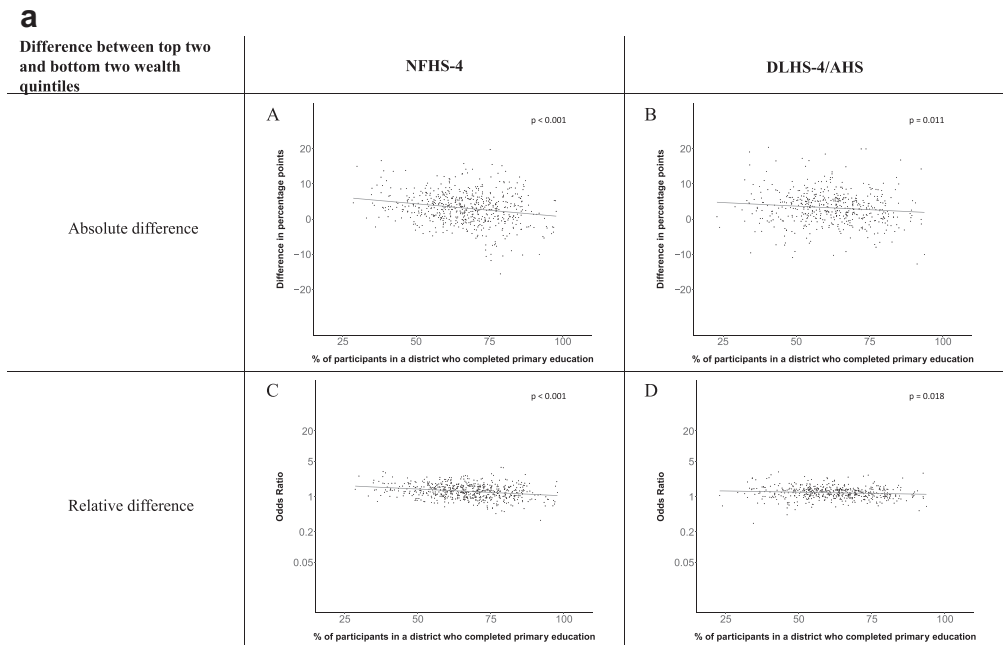 a
Difference between top two
and bottom two wealth
quintiles
NFHS-4
DLHS-4/AHS
Absolute difference
A
p < 0.001
Difference in percentage points
20
10
0
−10
−20
25 50 75 100
% of participants in a district who completed primary education
B
p = 0.011
Difference in percentage points
20
10
0
−10
−20
25 50 75 100
% of participants in a district who completed primary education
Relative difference
C
p < 0.001
Odds Ratio
20
5
1
0.2
0.05
25 50 75 100
% of participants in a district who completed primary education
D
p = 0.018
Odds Ratio
20
5
1
0.2
0.05
25 50 75 100
% of participants in a district who completed primary education